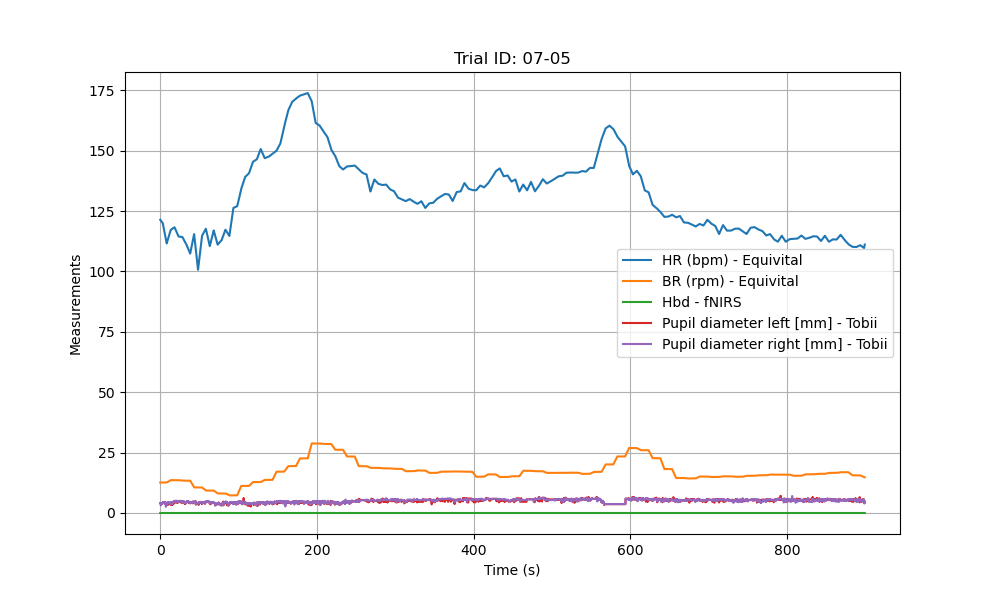 Trial ID: 07-05
Measurements
175
150
125
100
75
50
25
0
HR (bpm) - Equivital
BR (rpm) - Equivital
Hbd - fNIRS
Pupil diameter left [mm] - Tobii
Pupil diameter right [mm] - Tobii
0 200 400 600 800
Time (s)